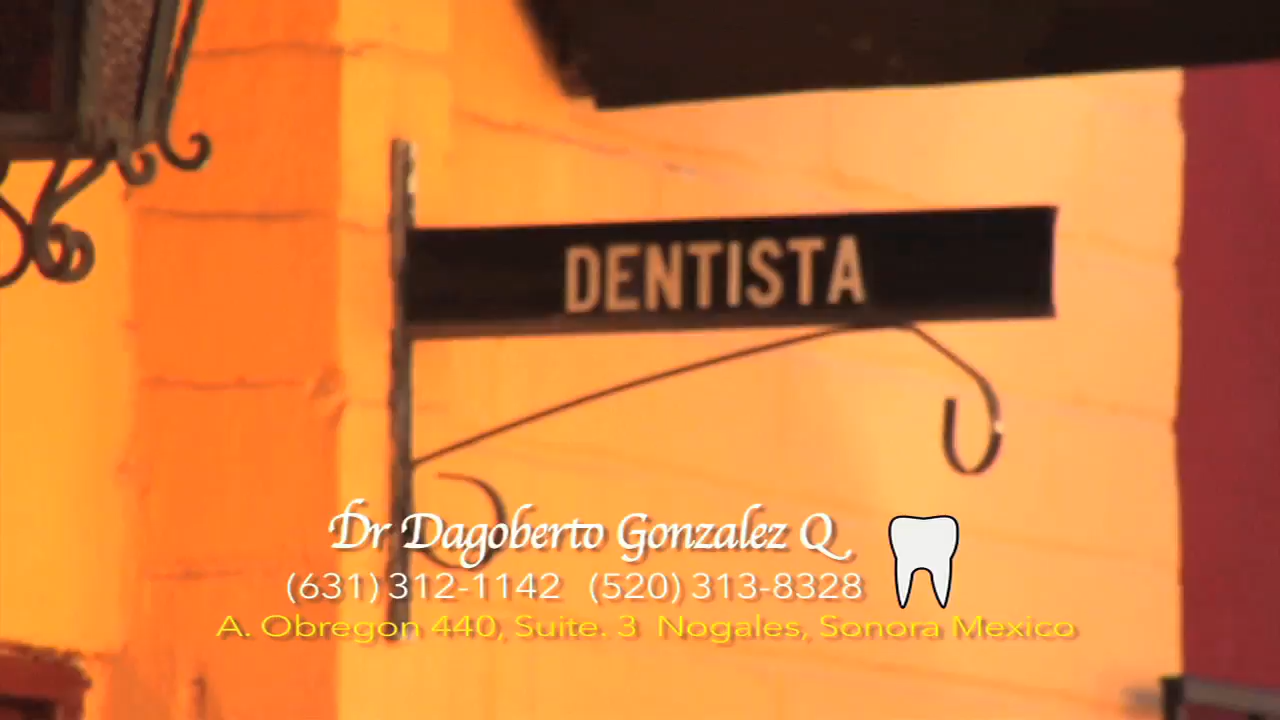 DENTISTA
Dr Dagoberto Gonzalez Q
(631) 312-1142 (520) 313-8328
A. Obregon 440, Suite. 3 Nogales, Sonora Mexico